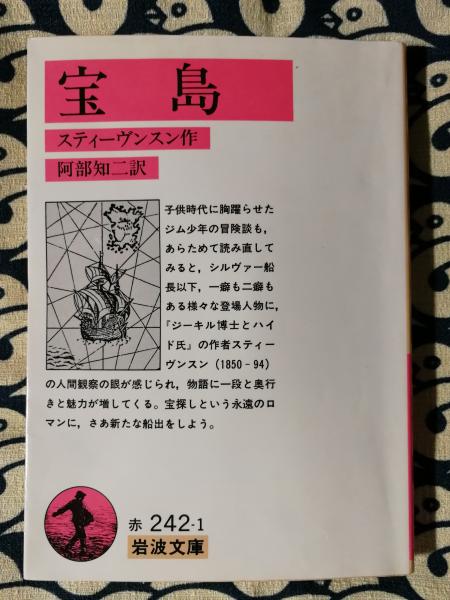 宝島
スティーヴンスン作
阿部知二訳
子供時代に胸躍らせた
ジム少年の冒険談も，
あらためて読み直して
みると，シルヴァー船
長以下，一癖も二癖も
ある様々な登場人物に，
『ジーキル博士とハイ
ド氏』の作者スティー
ヴンスン（1850‐94）
の人間観察の眼が感じられ，物語に一段と奥行
きと魅力が増してくる。宝探しという永遠のロ
マンに，さあ新たな船出をしよう。
赤 242-1
岩波文庫